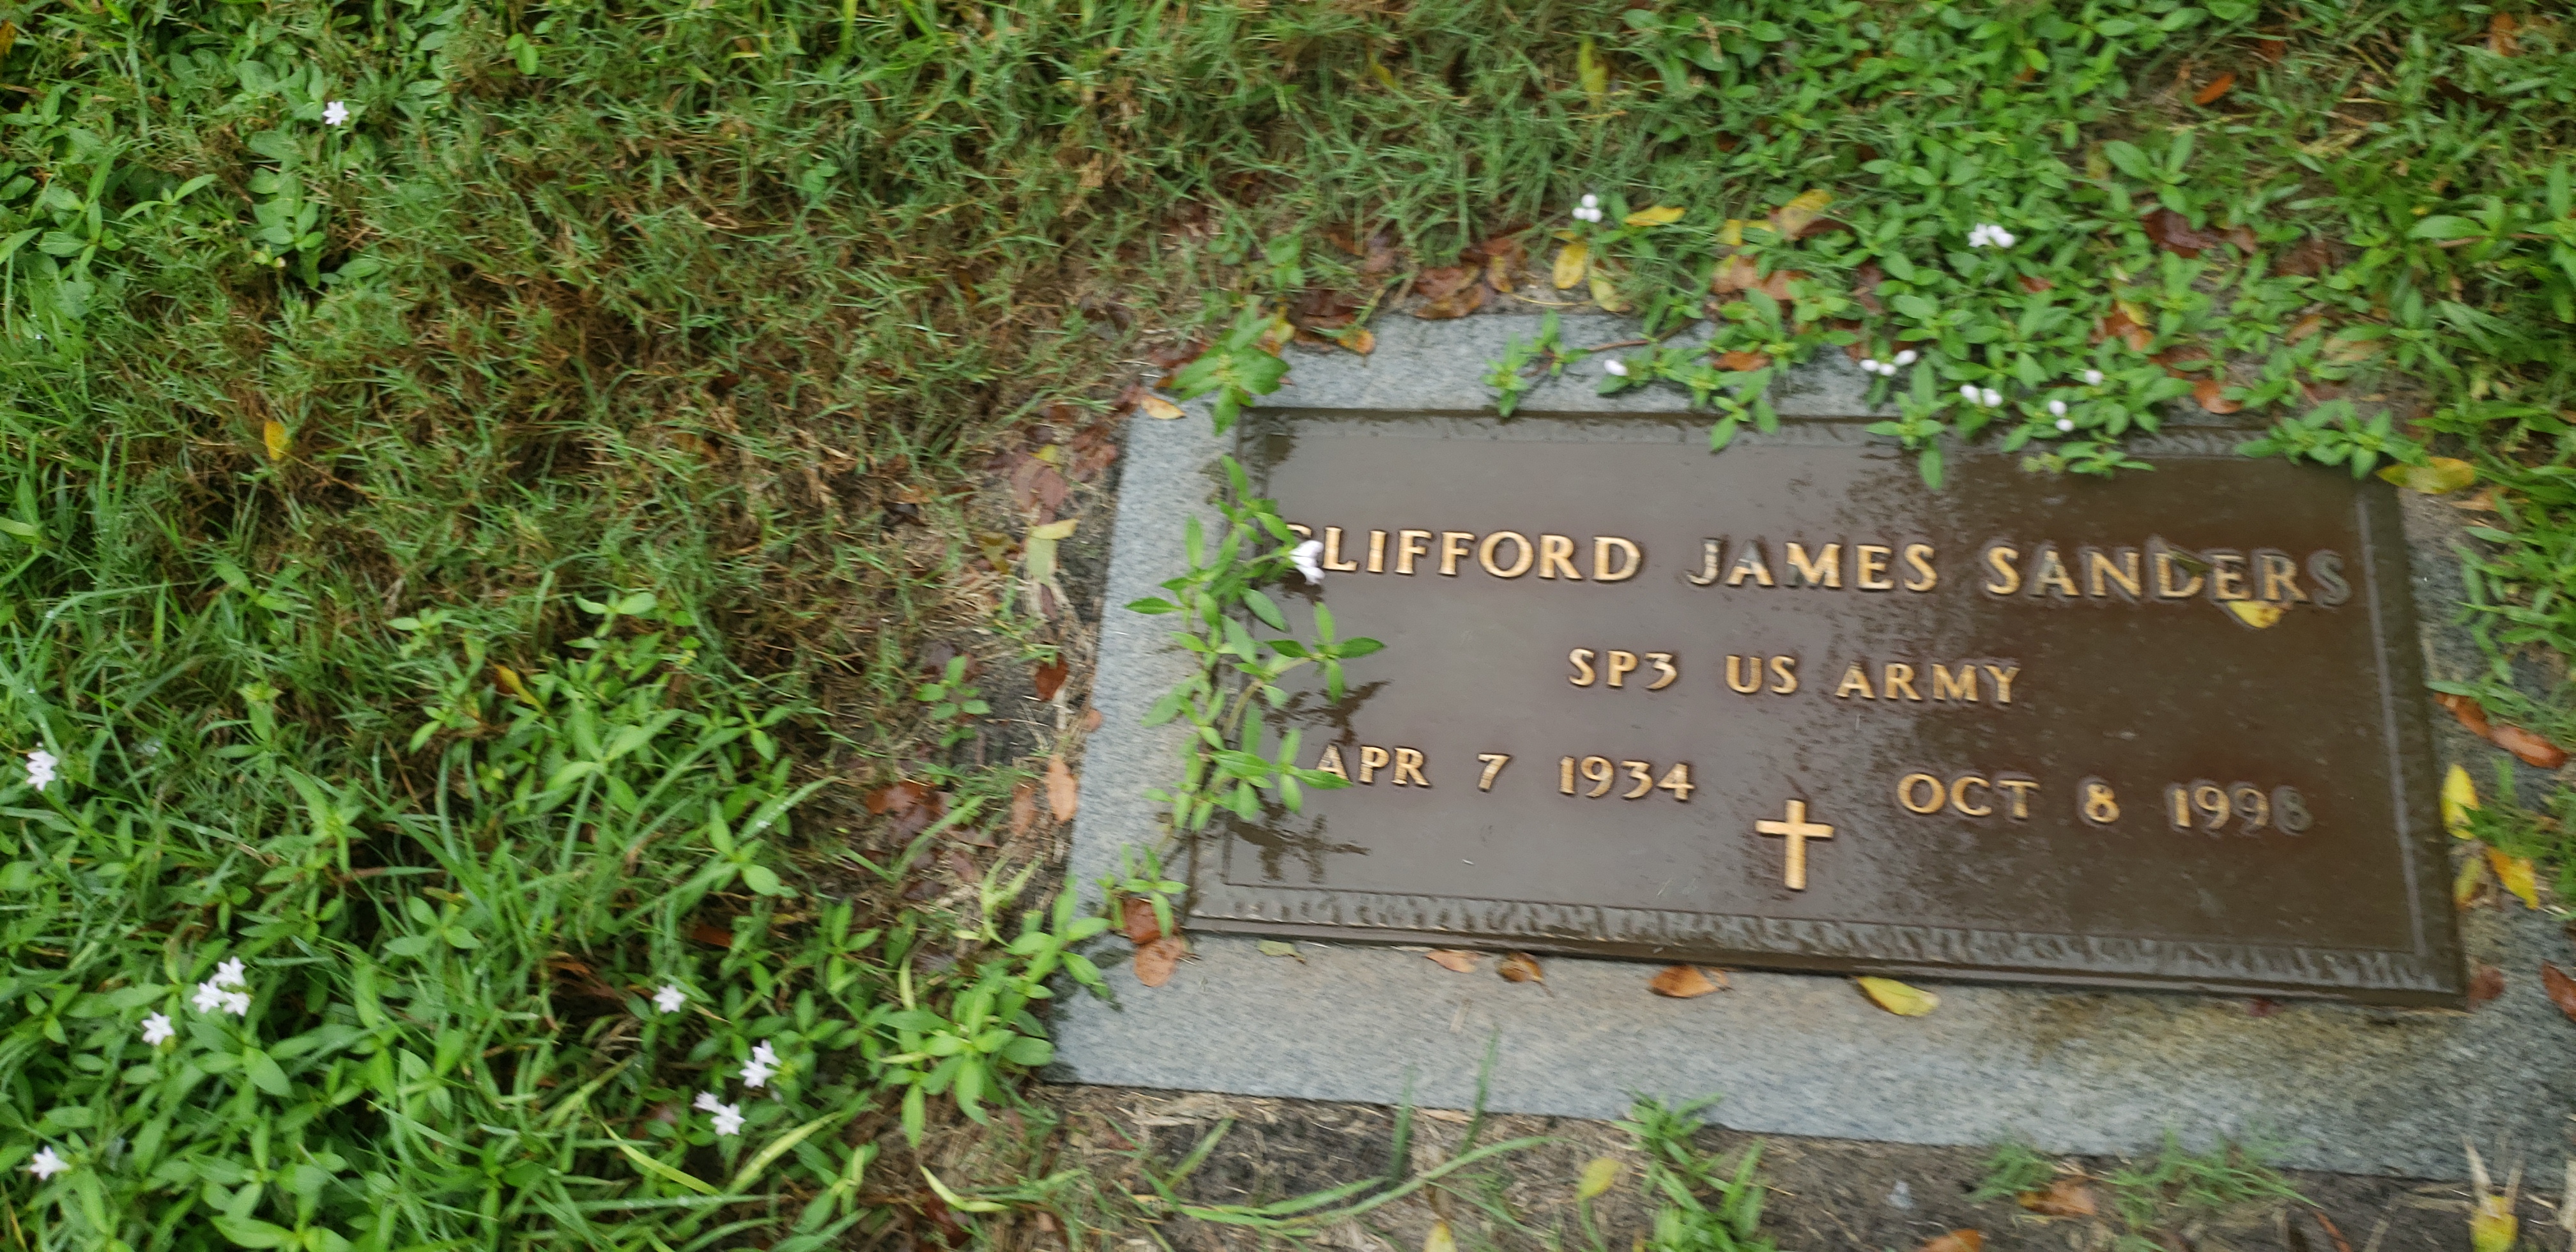 CLIFFORD JAMES SANDERS
SP3 US ARMY
APR 7 1934 OCT 8 1998